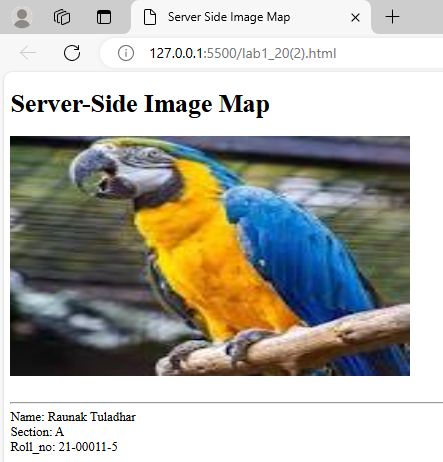 Server Side Image Map
127.0.0.1:5500/lab1_20(2).html
Server-Side Image Map
Name: Raunak Tuladhar
Section: A
Roll_no: 21-00011-5